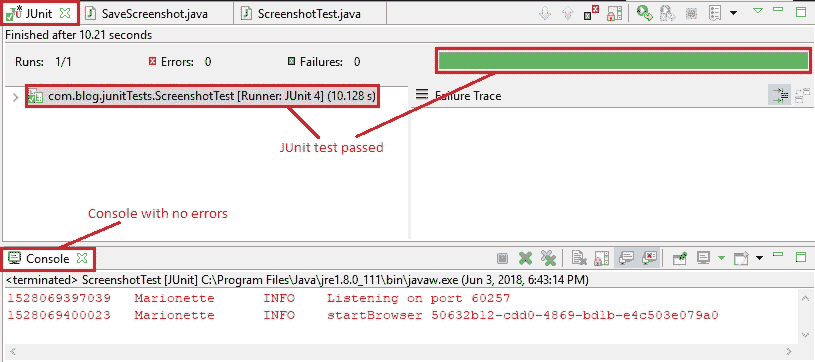 JUnit SaveScreenshot.java ScreenshotTest.java
Finished after 10.21 seconds
Runs: 1/1 Errors: 0 Failures: 0
com.blog.junitTests.ScreenshotTest [Runner: JUnit 4] (10.128 s) Failure Trace
JUnit test passed
Console with no errors
Console
<terminated> ScreenshotTest [JUnit] C:\Program Files\Java\jre1.8.0_111\bin\javaw.exe (Jun 3, 2018, 6:43:14 PM)
1528069397039 Marionette INFO Listening on port 60257
1528069400023 Marionette INFO startBrowser 50632b12-cdd0-4869-bd1b-e4c503e079a0